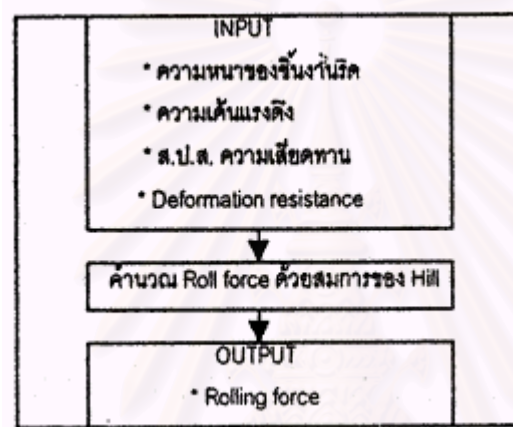 INPUT
* ความหนาของชิ้นงานรีด
* ความเค้นแรงดึง
* ส.ป.ส. ความเสียดทาน
* Deformation resistance
คำนวณ Roll force ด้วยสมการของ Hill
OUTPUT
* Rolling force